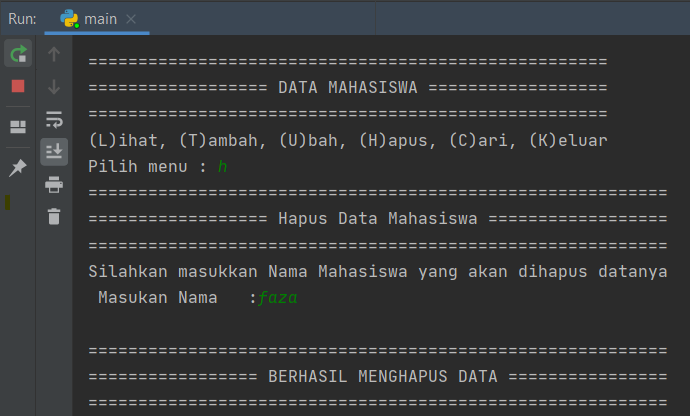 Run: main
====================================================
================== DATA MAHASISWA ==================
====================================================
(L)ihat, (T)ambah, (U)bah, (H)apus, (C)ari, (K)eluar
Pilih menu : h
==========================================================
================== Hapus Data Mahasiswa ==================
==========================================================
Silahkan masukkan Nama Mahasiswa yang akan dihapus datanya
Masukan Nama   :faza
==========================================================
================= BERHASIL MENGHAPUS DATA ================
==========================================================